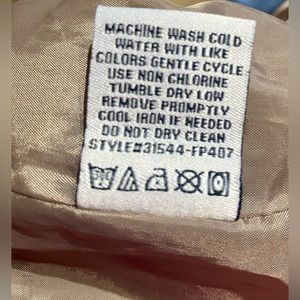 MACHINE WASH COLD
WATER WITH LIKE
COLORS GENTLE CYCLE
USE NON CHLORINE
TUMBLE DRY LOW
REMOVE PROMPTLY
COOL IRON IF NEEDED
DO NOT DRY CLEAN
STYLE#31544-FP407